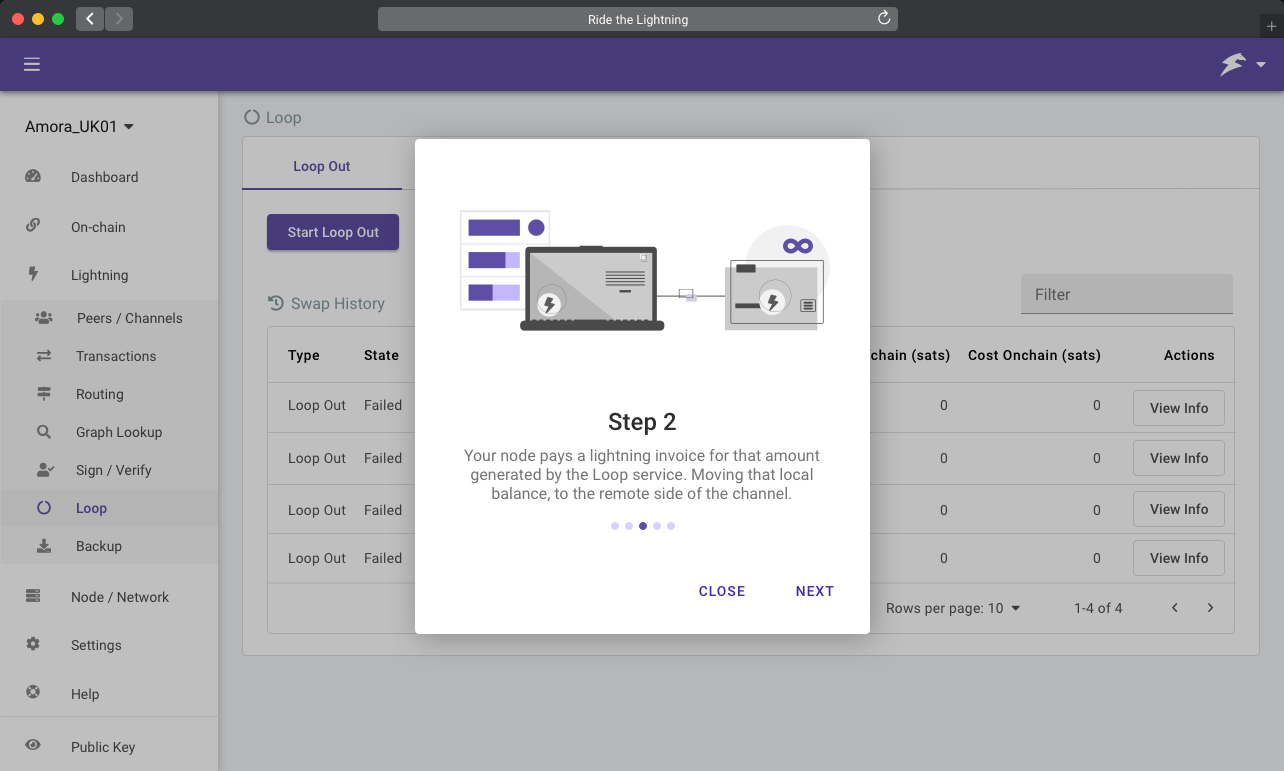 Ride the Lightning
Amora_UK01
Dashboard
On-chain
Lightning
Peers / Channels
Transactions
Routing
Graph Lookup
Sign / Verify
Loop
Backup
Node / Network
Settings
Help
Public Key
Loop
Loop Out
Start Loop Out
Swap History
Filter
Type State chain (sats) Cost Onchain (sats) Actions
Loop Out Failed 0 0 View Info
Loop Out Failed 0 0 View Info
Loop Out Failed 0 0 View Info
Loop Out Failed 0 0 View Info
Rows per page: 10 1-4 of 4
Step 2
Your node pays a lightning invoice for that amount
generated by the Loop service. Moving that local
balance, to the remote side of the channel.
CLOSE NEXT